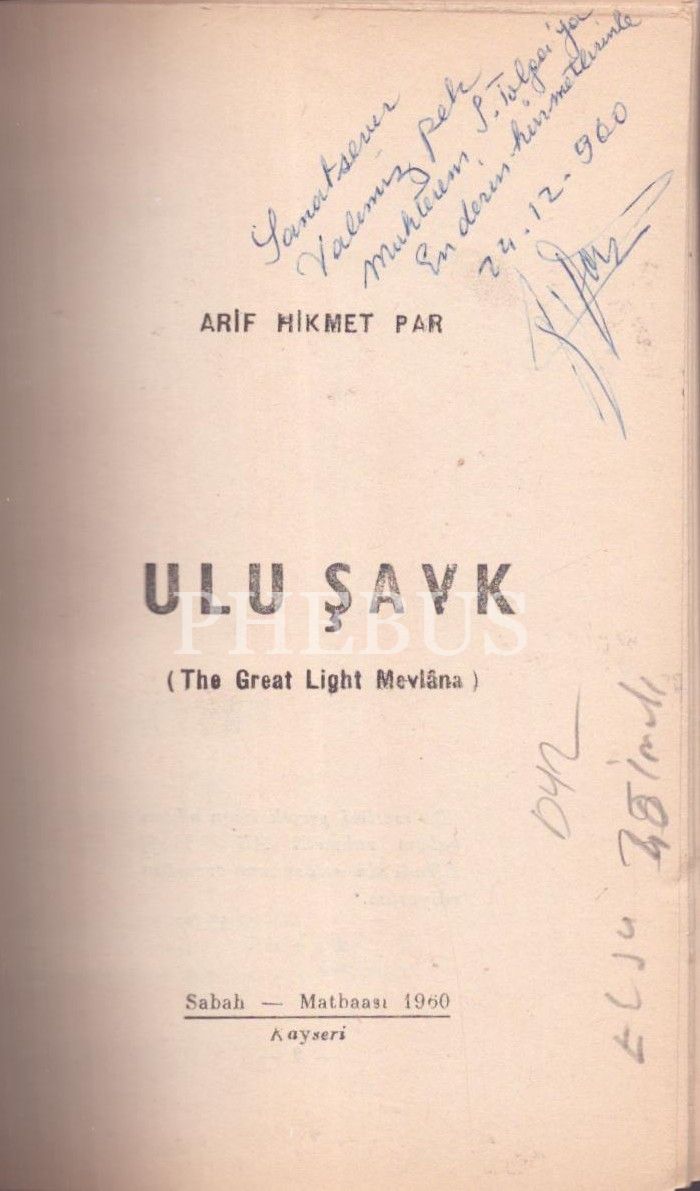 Sanatsever
Valimiz pek
muhterem S. Tolga'ya
En derin hürmetlerimle
24.12.960
ARİF HİKMET PAR
ULU ŞAVK
PHEBUS
(The Great Light Mevlâna)
Sabah — Matbaası 1960
Kayseri